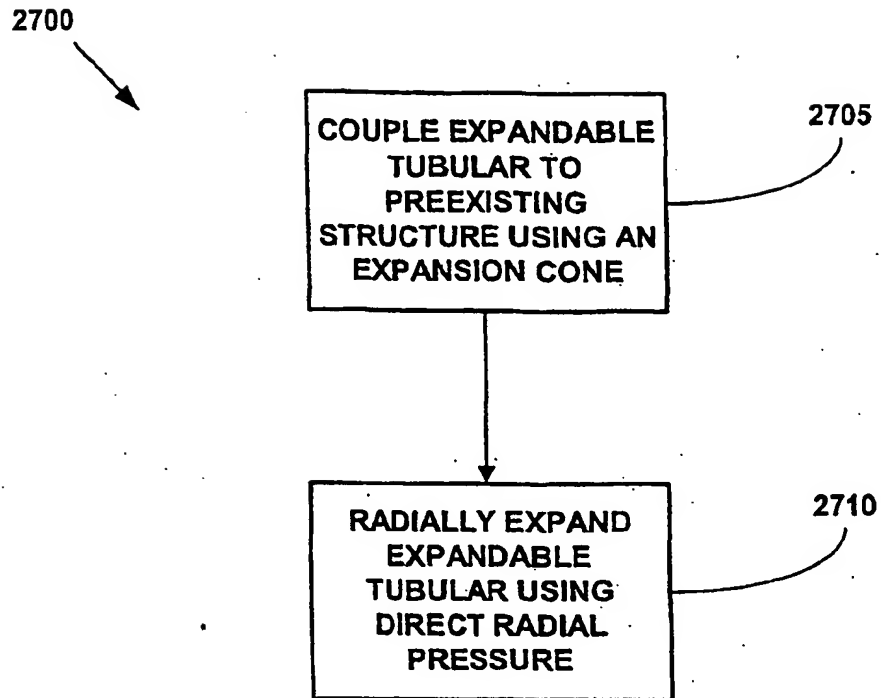 2700
2705
COUPLE EXPANDABLE
TUBULAR TO
PREEXISTING
STRUCTURE USING AN
EXPANSION CONE
2710
RADIALLY EXPAND
EXPANDABLE
TUBULAR USING
DIRECT RADIAL
PRESSURE